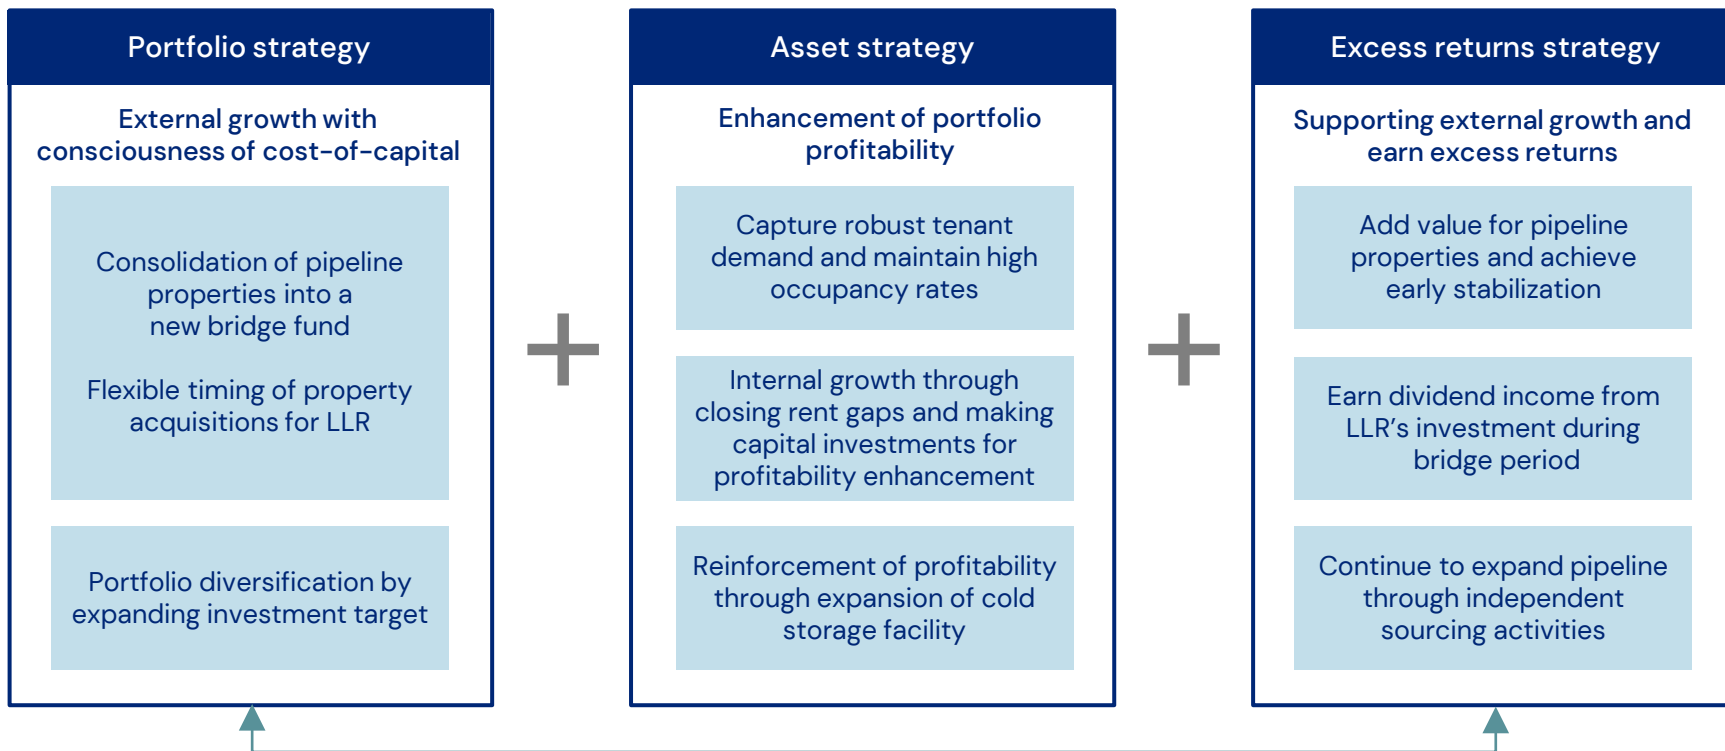 Portfolio strategy
External growth with
consciousness of cost-of-capital
Consolidation of pipeline
properties into a
new bridge fund
Flexible timing of property
acquisitions for LLR
Portfolio diversification by
expanding investment target
Asset strategy
Enhancement of portfolio
profitability
Capture robust tenant
demand and maintain high
occupancy rates
Internal growth through
closing rent gaps and making
capital investments for
profitability enhancement
Reinforcement of profitability
through expansion of cold
storage facility
Excess returns strategy
Supporting external growth and
earn excess returns
Add value for pipeline
properties and achieve
early stabilization
Earn dividend income from
LLR’s investment during
bridge period
Continue to expand pipeline
through independent
sourcing activities